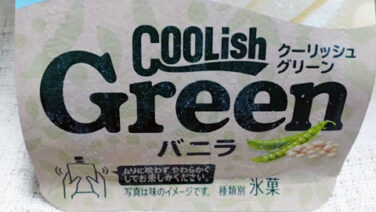 COOLish
クーリッシュ
グリーン
Green
バニラ
ムリに吸わず、やわらかく
してお楽しみください。
写真は味のイメージです。 種類別 氷菓